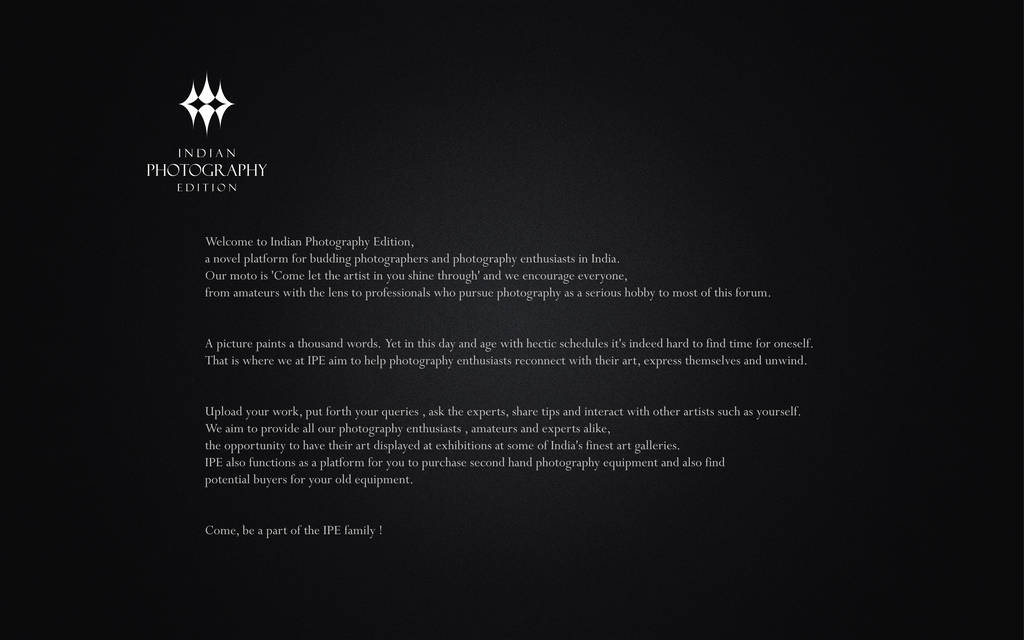 INDIAN
PHOTOGRAPHY
EDITION
Welcome to Indian Photography Edition,
a novel platform for budding photographers and photography enthusiasts in India.
Our moto is 'Come let the artist in you shine through' and we encourage everyone,
from amateurs with the lens to professionals who pursue photography as a serious hobby to most of this forum.
A picture paints a thousand words. Yet in this day and age with hectic schedules it's indeed hard to find time for oneself.
That is where we at IPE aim to help photography enthusiasts reconnect with their art, express themselves and unwind.
Upload your work, put forth your queries , ask the experts, share tips and interact with other artists such as yourself.
We aim to provide all our photography enthusiasts , amateurs and experts alike,
the opportunity to have their art displayed at exhibitions at some of India's finest art galleries.
IPE also functions as a platform for you to purchase second hand photography equipment and also find
potential buyers for your old equipment.
Come, be a part of the IPE family !